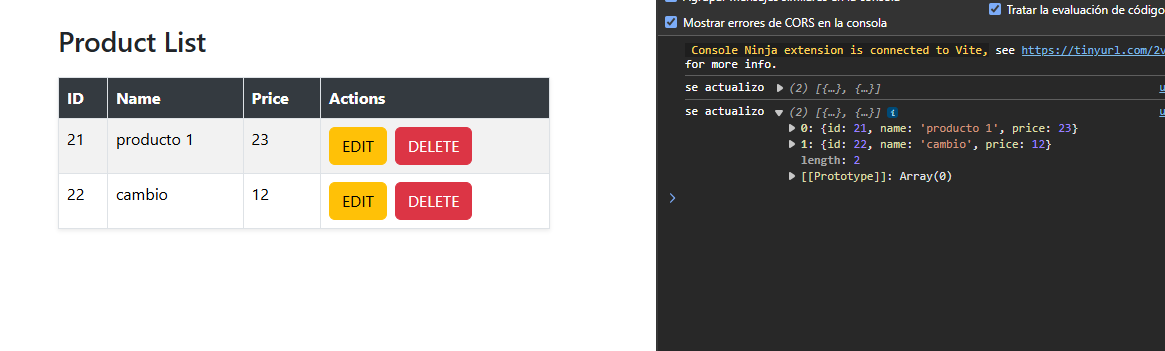 Product List
ID Name Price Actions
21 producto 1 23 EDIT DELETE
22 cambio 12 EDIT DELETE
Mostrar errores de CORS en la consola
Tratar la evaluación de código
Console Ninja extension is connected to Vite, see https://tinyurl.com/2v
for more info.
se actualizo ▶ (2) [{…}, {…}]
se actualizo ▼ (2) [{…}, {…}] i
▶ 0: {id: 21, name: 'producto 1', price: 23}
▶ 1: {id: 22, name: 'cambio', price: 12}
length: 2
▶ [[Prototype]]: Array(0)